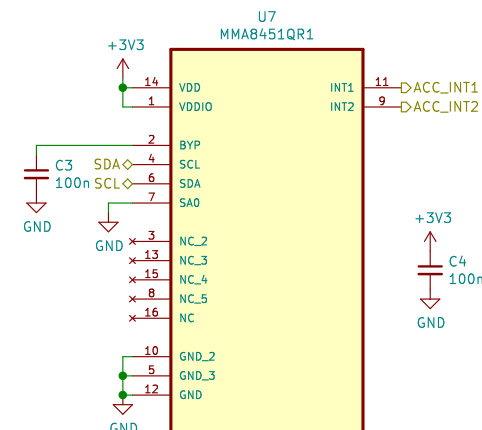 U7
MMA8451QR1
+3V3
14 VDD INT1 11 ACC_INT1
1 VDDIO INT2 9 ACC_INT2
2 BYP
C3
100n
GND
SDA 4 SCL
SCL 6 SDA
7 SA0
GND
3 NC_2
13 NC_3
15 NC_4
8 NC_5
16 NC
+3V3
C4
100n
GND
10 GND_2
5 GND_3
12 GND
GND